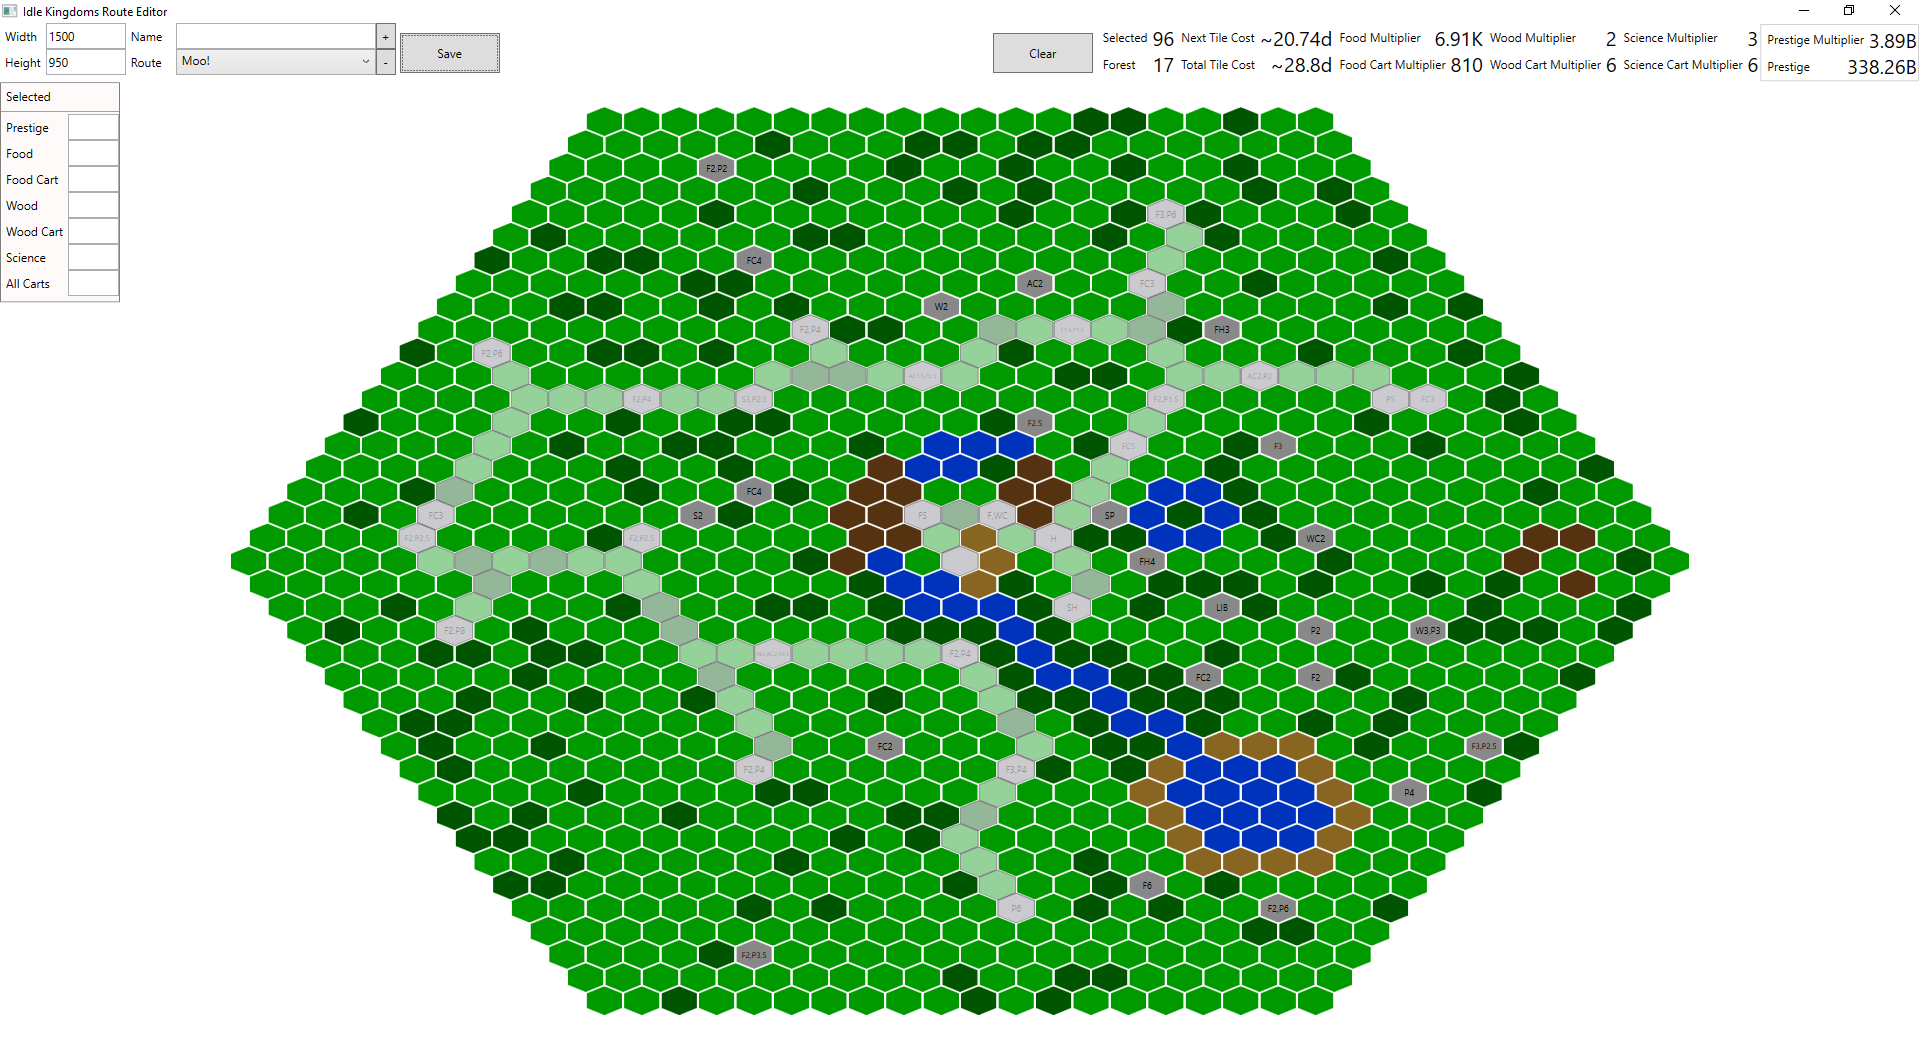 Idle Kingdoms Route Editor
Width 1500 Name +
Height 950 Route Moo! -
Save
Clear
Selected 96 Next Tile Cost ~20.74d Food Multiplier 6.91K Wood Multiplier 2 Science Multiplier 3 Prestige Multiplier 3.89B
Forest 17 Total Tile Cost ~28.8d Food Cart Multiplier 810 Wood Cart Multiplier 6 Science Cart Multiplier 6 Prestige 338.26B
Selected
Prestige
Food
Food Cart
Wood
Wood Cart
Science
All Carts
F2,P2
F3,P6
FC4
AC2
FC3
W2
F2,P4
FH3
F2,P6
AC2,P2
F2,P4
S3,P2.5
F2,P1.5
P5
FC3
F2.5
FC5
F3
FC4
FC3
S2
FS
F,WC
SP
F2,P2.5
F2,P2.5
H
WC2
FH4
SH
LIB
F2,P8
P2
W3,P3
F2,P4
FC2
F2
FC2
F3,P2.5
F2,P4
F3,P4
P4
F6
P6
F2,P6
F2,P3.5